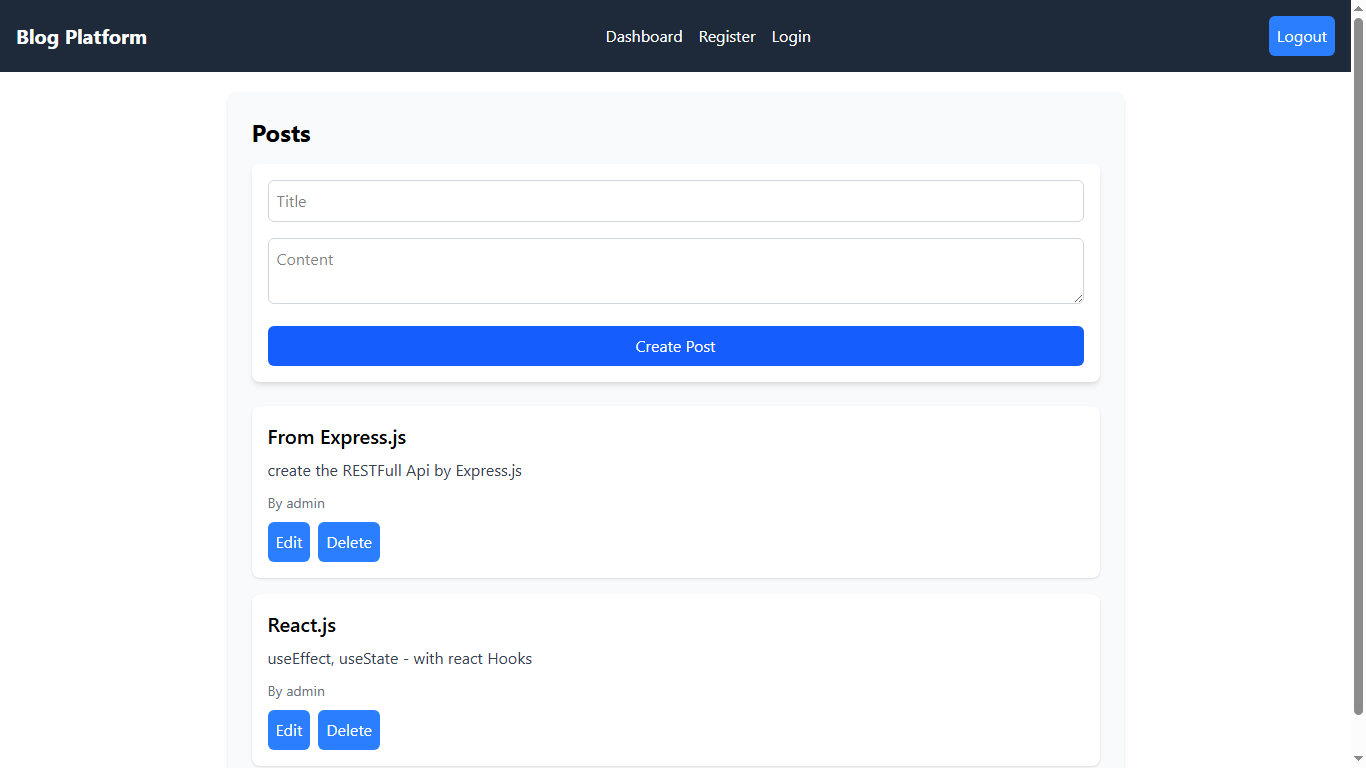 Blog Platform
Dashboard Register Login
Logout
Posts
Title
Content
Create Post
From Express.js
create the RESTFull Api by Express.js
By admin
Edit Delete
React.js
useEffect, useState - with react Hooks
By admin
Edit Delete